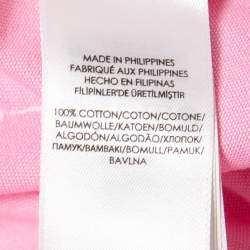 MADE IN PHILIPPINES
FABRIQUÉ AUX PHILIPPINES
HECHO EN FILIPINAS
FİLİPİNLER'DE ÜRETİLMİŞTİR
100% COTTON/COTON/COTONE/
BAUMWOLLE/KATOEN/BOMULD/
ALGODÓN/ALGODÃO/ХЛОПОК/
ПАМУК/BAMBAKI/BOMULL/PAMUK/
BAVLNA